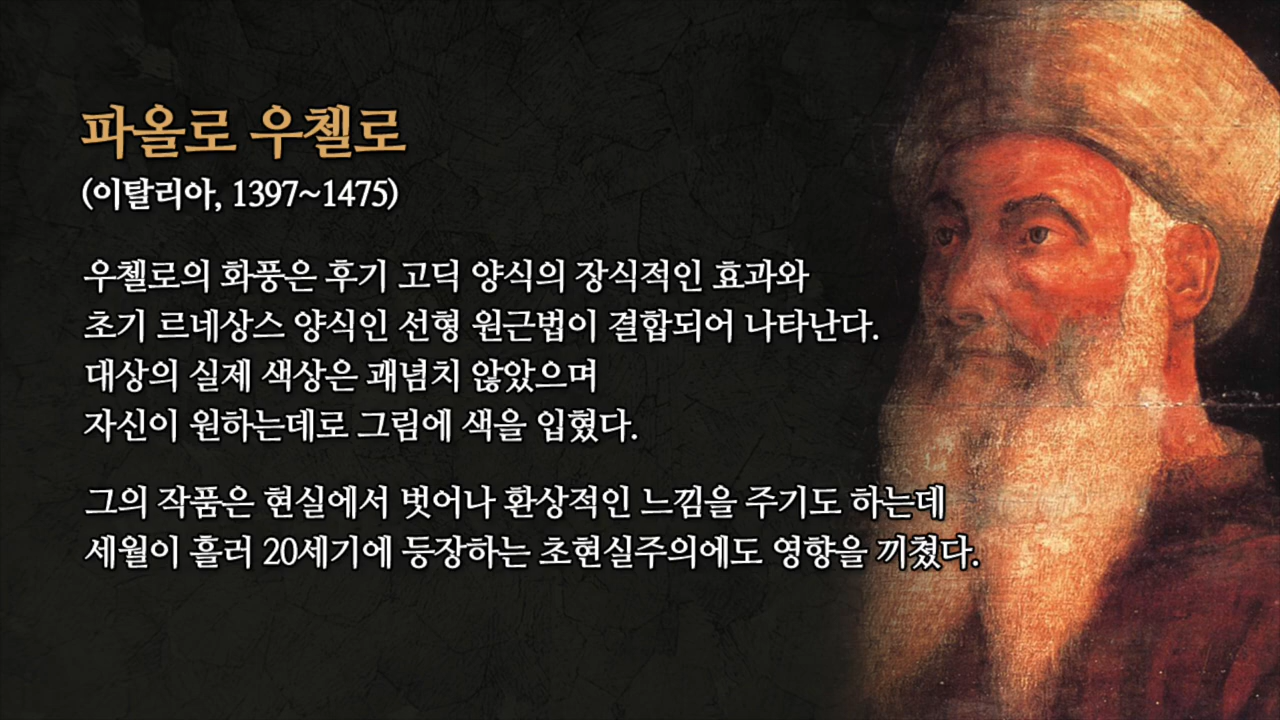 파올로 우첼로
(이탈리아, 1397~1475)
우첼로의 화풍은 후기 고딕 양식의 장식적인 효과와
초기 르네상스 양식인 선형 원근법이 결합되어 나타난다.
대상의 실제 색상은 괘념치 않았으며
자신이 원하는데로 그림에 색을 입혔다.
그의 작품은 현실에서 벗어나 환상적인 느낌을 주기도 하는데
세월이 흘러 20세기에 등장하는 초현실주의에도 영향을 끼쳤다.